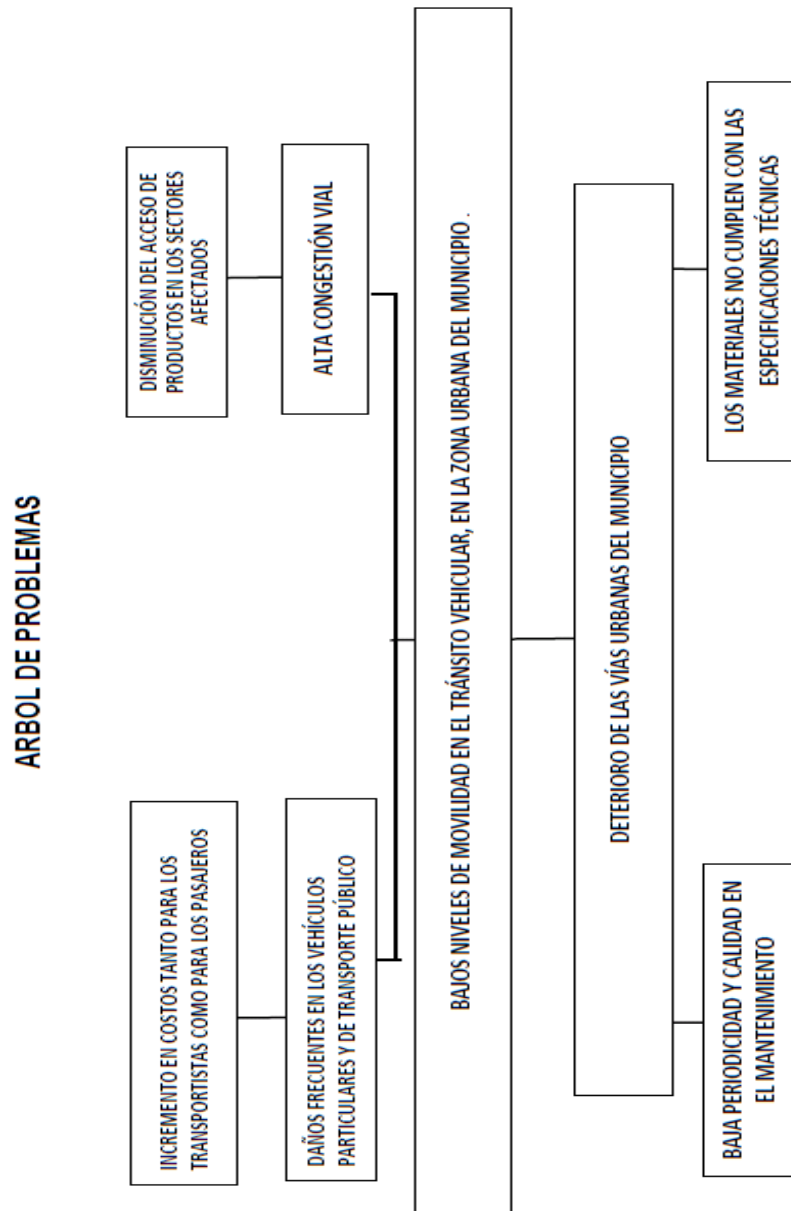 ARBOL DE PROBLEMAS
INCREMENTO EN COSTOS TANTO PARA LOS
TRANSPORTISTAS COMO PARA LOS PASAJEROS
DISMINUCIÓN DEL ACCESO DE
PRODUCTOS EN LOS SECTORES
AFECTADOS
DAÑOS FRECUENTES EN LOS VEHÍCULOS
PARTICULARES Y DE TRANSPORTE PÚBLICO
ALTA CONGESTIÓN VIAL
BAJOS NIVELES DE MOVILIDAD EN EL TRÁNSITO VEHICULAR, EN LA ZONA URBANA DEL MUNICIPIO .
DETERIORO DE LAS VÍAS URBANAS DEL MUNICIPIO
BAJA PERIODICIDAD Y CALIDAD EN
EL MANTENIMIENTO
LOS MATERIALES NO CUMPLEN CON LAS
ESPECIFICACIONES TÉCNICAS